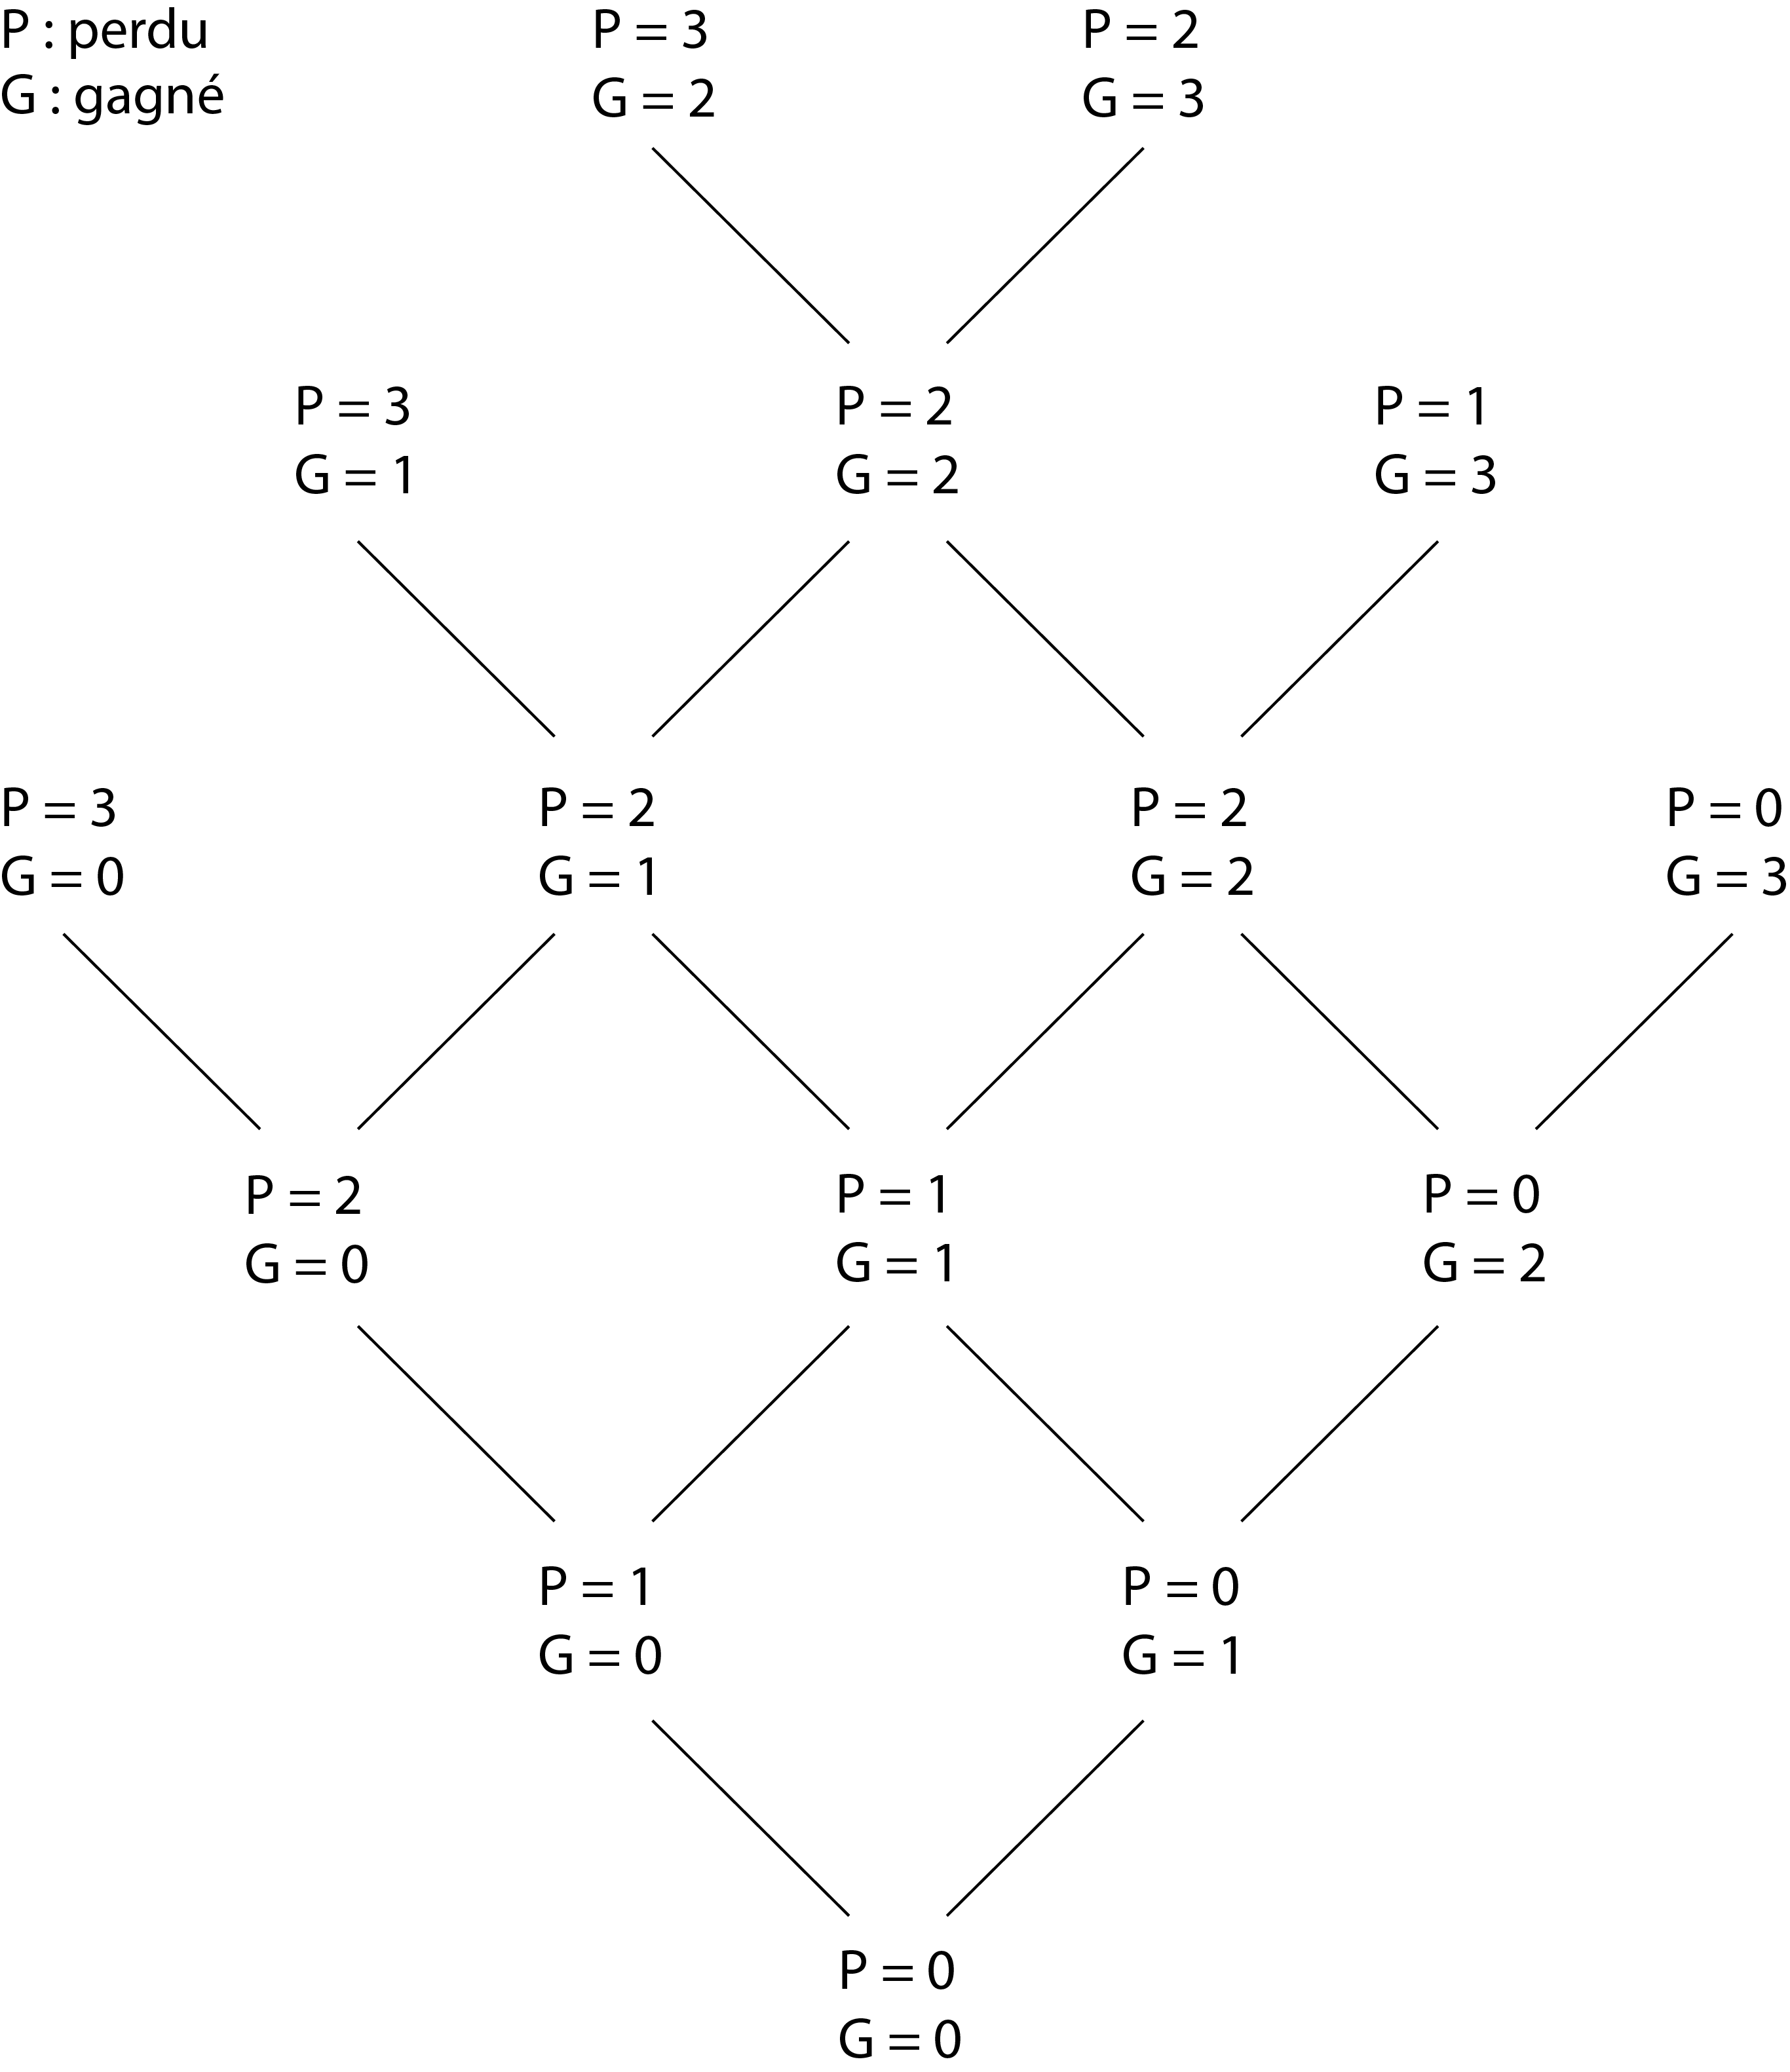 P : perdu
G : gagné
P = 3
G = 2
P = 2
G = 3
P = 3
G = 1
P = 2
G = 2
P = 1
G = 3
P = 3
G = 0
P = 2
G = 1
P = 2
G = 2
P = 0
G = 3
P = 2
G = 0
P = 1
G = 1
P = 0
G = 2
P = 1
G = 0
P = 0
G = 1
P = 0
G = 0